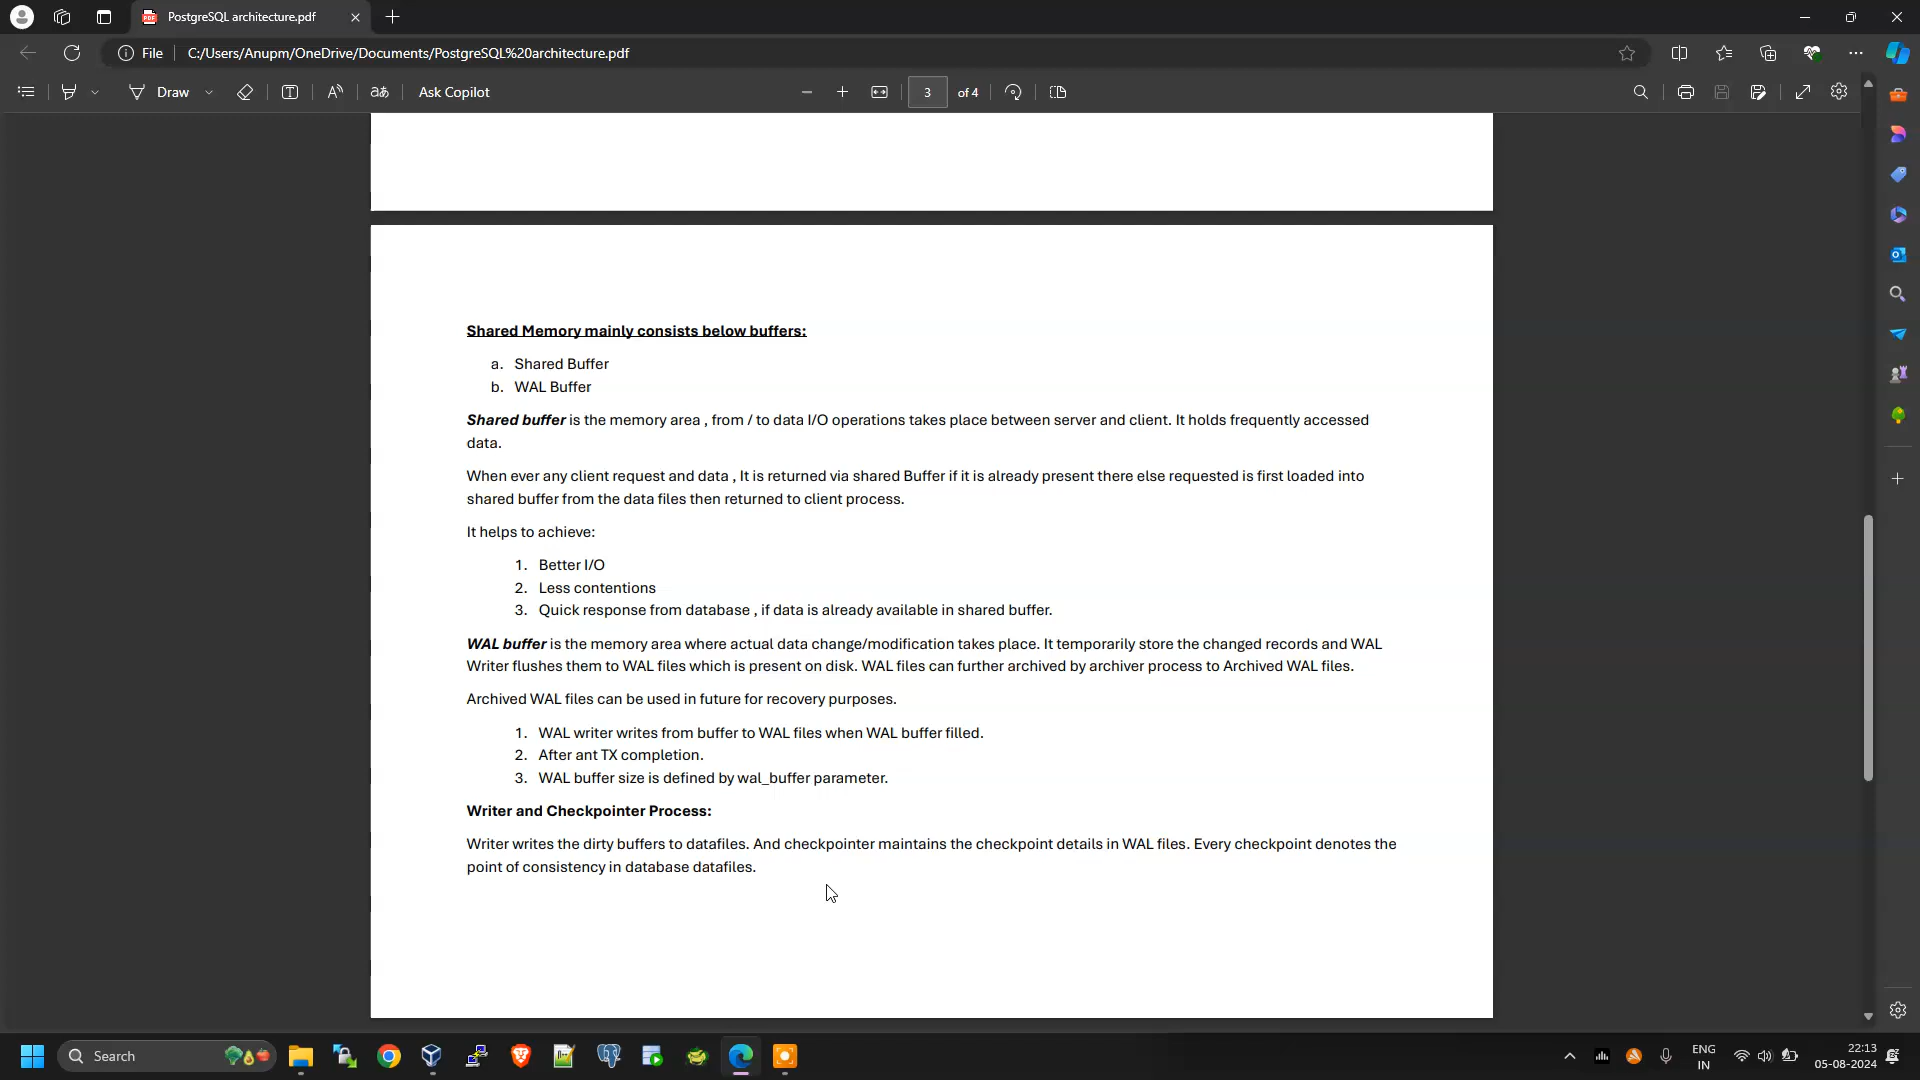 PostgreSQL architecture.pdf
File
C:/Users/Anupm/OneDrive/Documents/PostgreSQL%20architecture.pdf
Draw
Ask Copilot
3
of 4
Shared Memory mainly consists below buffers:
a. Shared Buffer
b. WAL Buffer
Shared buffer is the memory area , from / to data I/O operations takes place between server and client. It holds frequently accessed
data.
When ever any client request and data , It is returned via shared Buffer if it is already present there else requested is first loaded into
shared buffer from the data files then returned to client process.
It helps to achieve:
1. Better I/O
2. Less contentions
3. Quick response from database , if data is already available in shared buffer.
WAL buffer is the memory area where actual data change/modification takes place. It temporarily store the changed records and WAL
Writer flushes them to WAL files which is present on disk. WAL files can further archived by archiver process to Archived WAL files.
Archived WAL files can be used in future for recovery purposes.
1. WAL writer writes from buffer to WAL files when WAL buffer filled.
2. After ant TX completion.
3. WAL buffer size is defined by wal_buffer parameter.
Writer and Checkpointer Process:
Writer writes the dirty buffers to datafiles. And checkpointer maintains the checkpoint details in WAL files. Every checkpoint denotes the
point of consistency in database datafiles.
Search
ENG
IN
22:13
05-08-2024